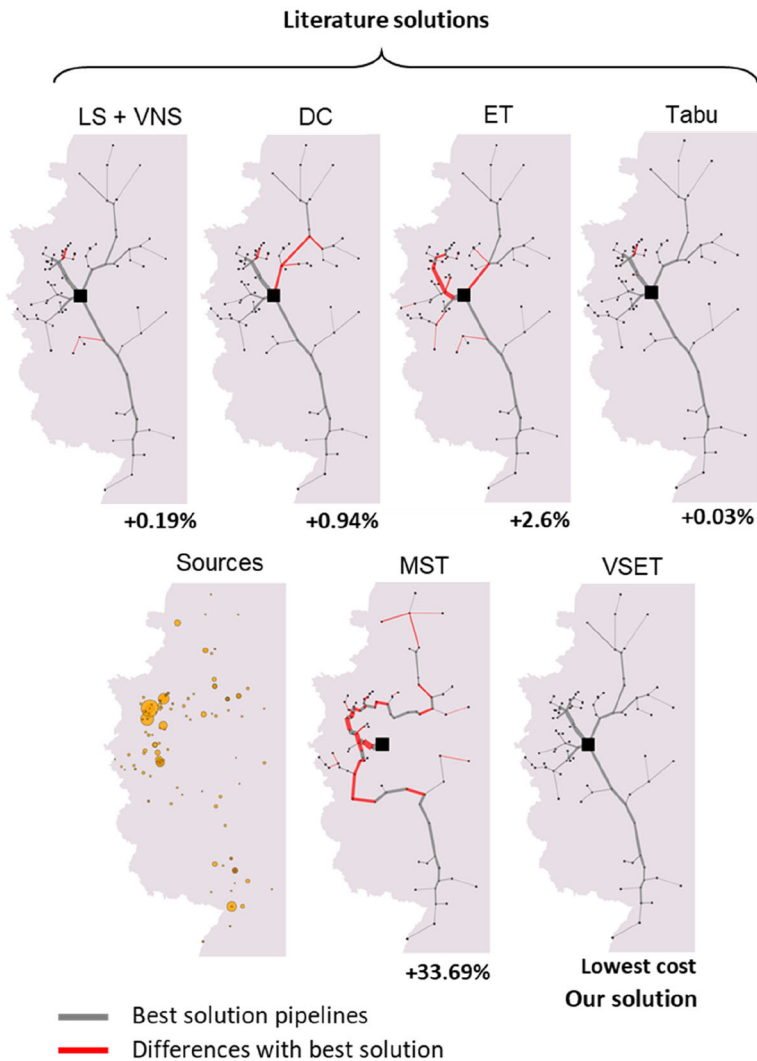 Literature solutions
LS + VNS DC ET Tabu
+0.19% +0.94% +2.6% +0.03%
Sources MST VSET
+33.69% Lowest cost
Our solution
Best solution pipelines
Differences with best solution